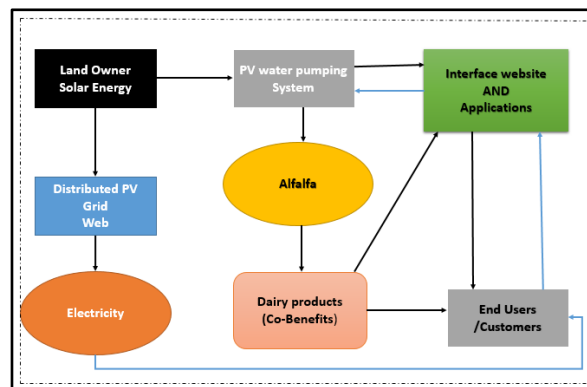 Land Owner
Solar Energy
PV water pumping
System
Interface website
AND
Applications
Distributed PV
Grid
Web
Alfalfa
Electricity
Dairy products
(Co-Benefits)
End Users
/Customers